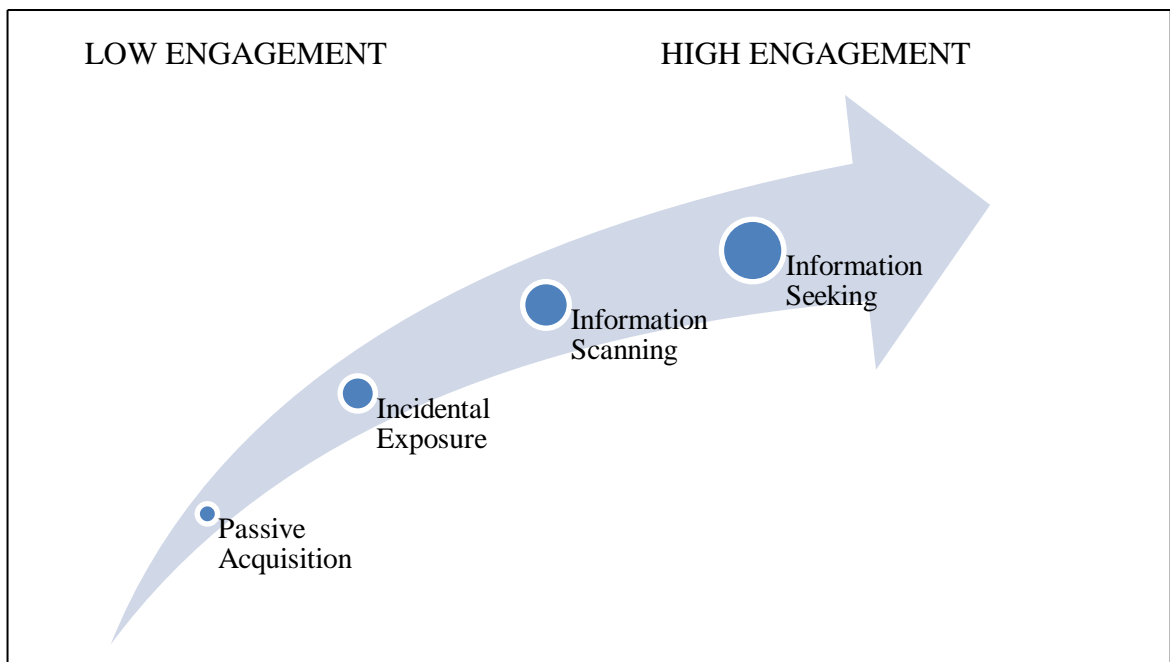 LOW ENGAGEMENT
HIGH ENGAGEMENT
Information
Seeking
Information
Scanning
Incidental
Exposure
Passive
Acquisition